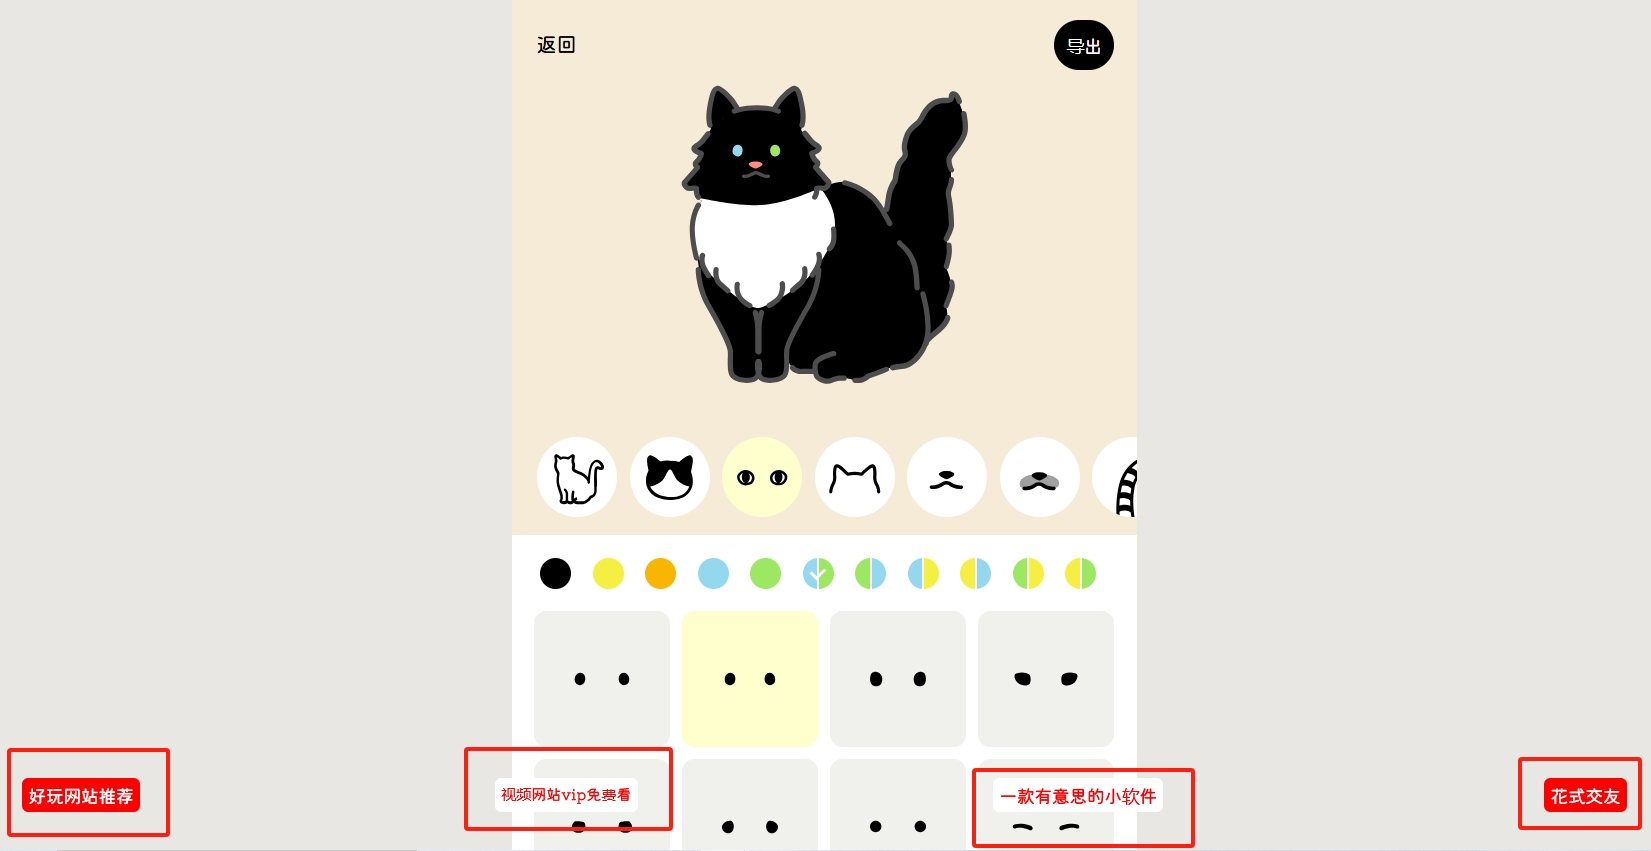 返回
导出
好玩网站推荐
视频网站vip免费看
一款有意思的小软件
花式交友